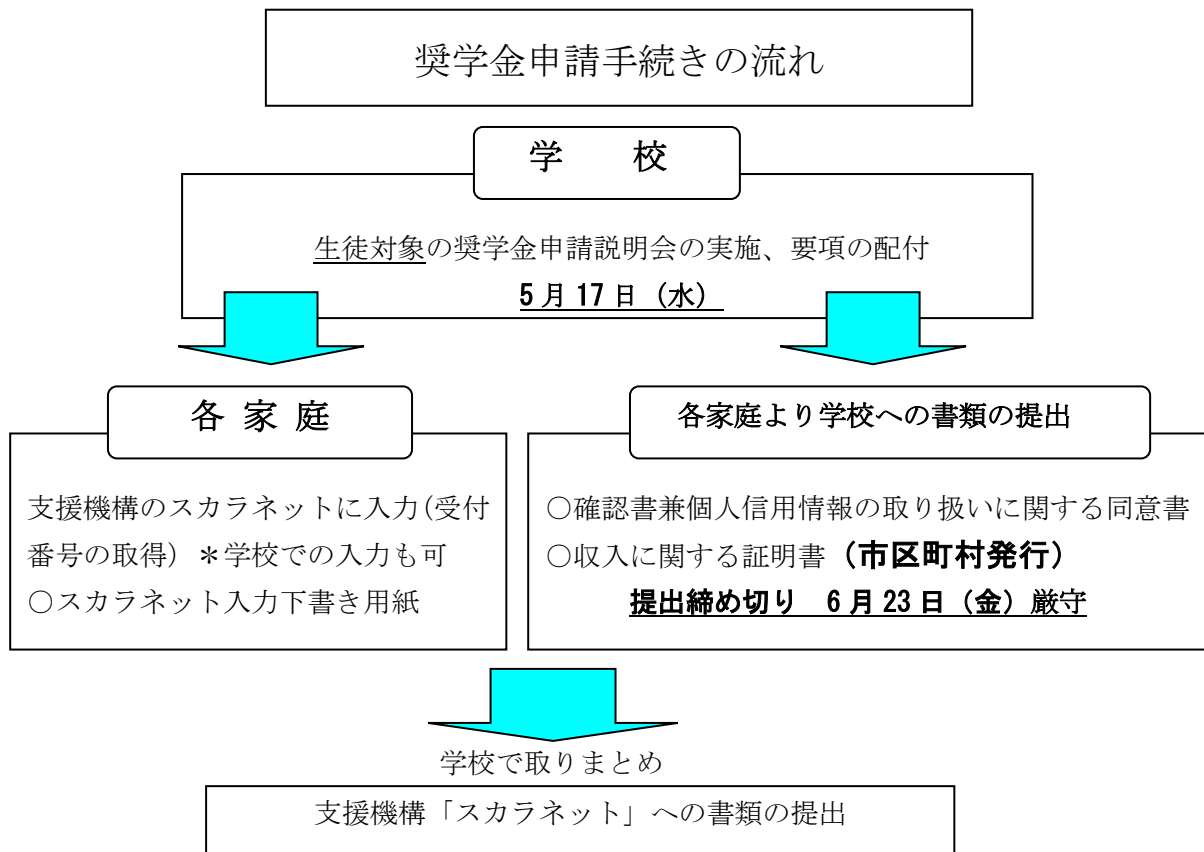 奨学金申請手続きの流れ
学　　校
生徒対象の奨学金申請説明会の実施、要項の配付
5月17日（水）
各 家 庭
支援機構のスカラネットに入力(受付
番号の取得）＊学校での入力も可
○スカラネット入力下書き用紙
各家庭より学校への書類の提出
○確認書兼個人信用情報の取り扱いに関する同意書
○収入に関する証明書（市区町村発行）
提出締め切り　6月23日（金）厳守
学校で取りまとめ
支援機構「スカラネット」への書類の提出